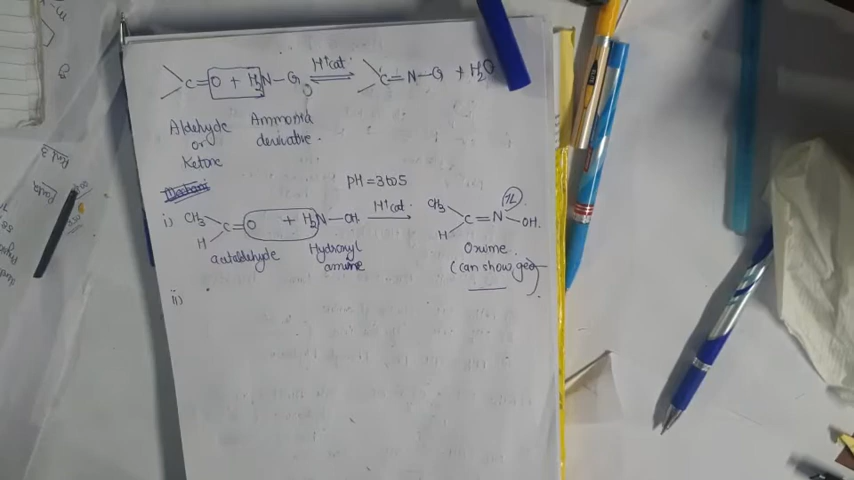 H⁺cat.
C=O + H₂N-G ⇌ C=N-G + H₂O
Aldehyde Ammonia
or derivative.
Ketone
PH = 3 to 5
i) CH₃ C=O + H₂N-OH H⁺cat. → CH₃ C=N-OH.
H H
acetaldehyde Hydroxyl Oxime.
amine (can show geo)
ii)